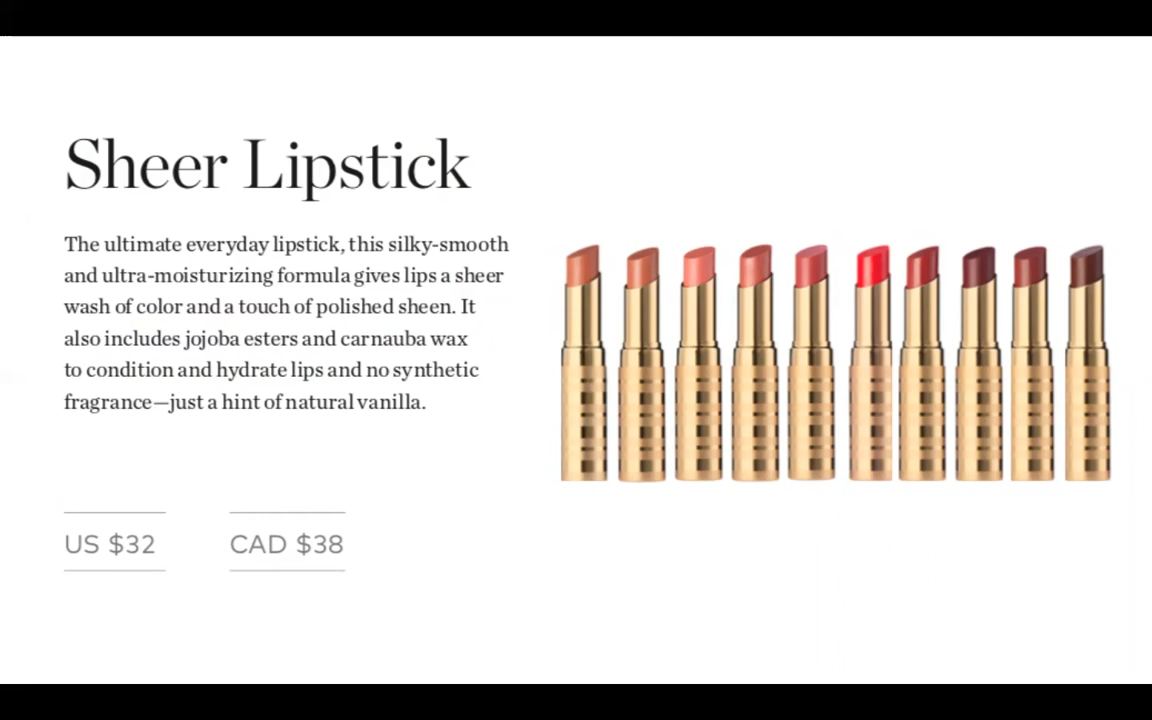 Sheer Lipstick
The ultimate everyday lipstick, this silky-smooth
and ultra-moisturizing formula gives lips a sheer
wash of color and a touch of polished sheen. It
also includes jojoba esters and carnauba wax
to condition and hydrate lips and no synthetic
fragrance—just a hint of natural vanilla.
US $32
CAD $38